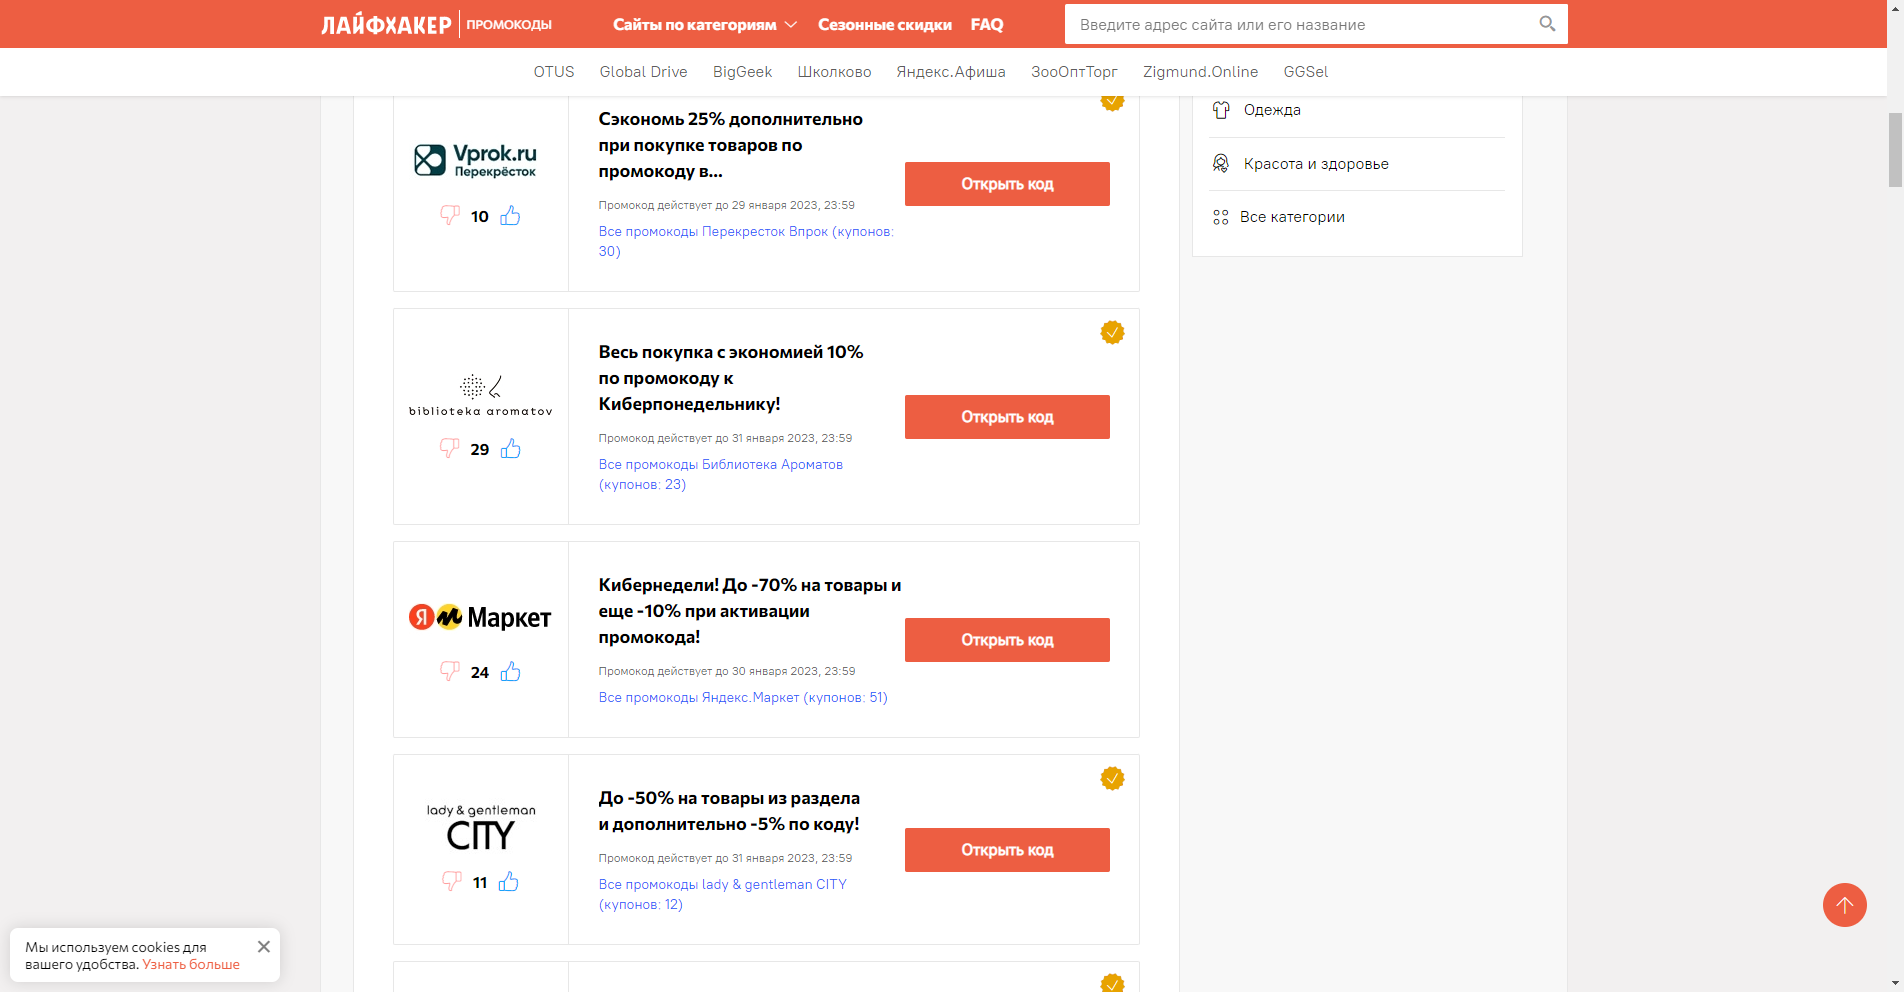 ЛАЙФХАКЕР ПРОМОКОДЫ
Сайты по категориям
Сезонные скидки
FAQ
Введите адрес сайта или его название
OTUS
Global Drive
BigGeek
Школково
Яндекс.Афиша
ЗооОптТорг
Zigmund.Online
GGSel
Vprok.ru
Перекрёсток
10
Сэкономь 25% дополнительно
при покупке товаров по
промокоду в...
Промокод действует до 29 января 2023, 23:59
Все промокоды Перекресток Впрок (купонов:
30)
Открыть код
biblioteka aromatov
29
Весь покупка с экономией 10%
по промокоду к
Киберпонедельнику!
Промокод действует до 31 января 2023, 23:59
Все промокоды Библиотека Ароматов
(купонов: 23)
Открыть код
Я Маркет
24
Кибернедели! До -70% на товары и
еще -10% при активации
промокода!
Промокод действует до 30 января 2023, 23:59
Все промокоды Яндекс.Маркет (купонов: 51)
Открыть код
lady & gentleman
CITY
11
До -50% на товары из раздела
и дополнительно -5% по коду!
Промокод действует до 31 января 2023, 23:59
Все промокоды lady & gentleman CITY
(купонов: 12)
Открыть код
Одежда
Красота и здоровье
Все категории
Мы используем cookies для
вашего удобства. Узнать больше